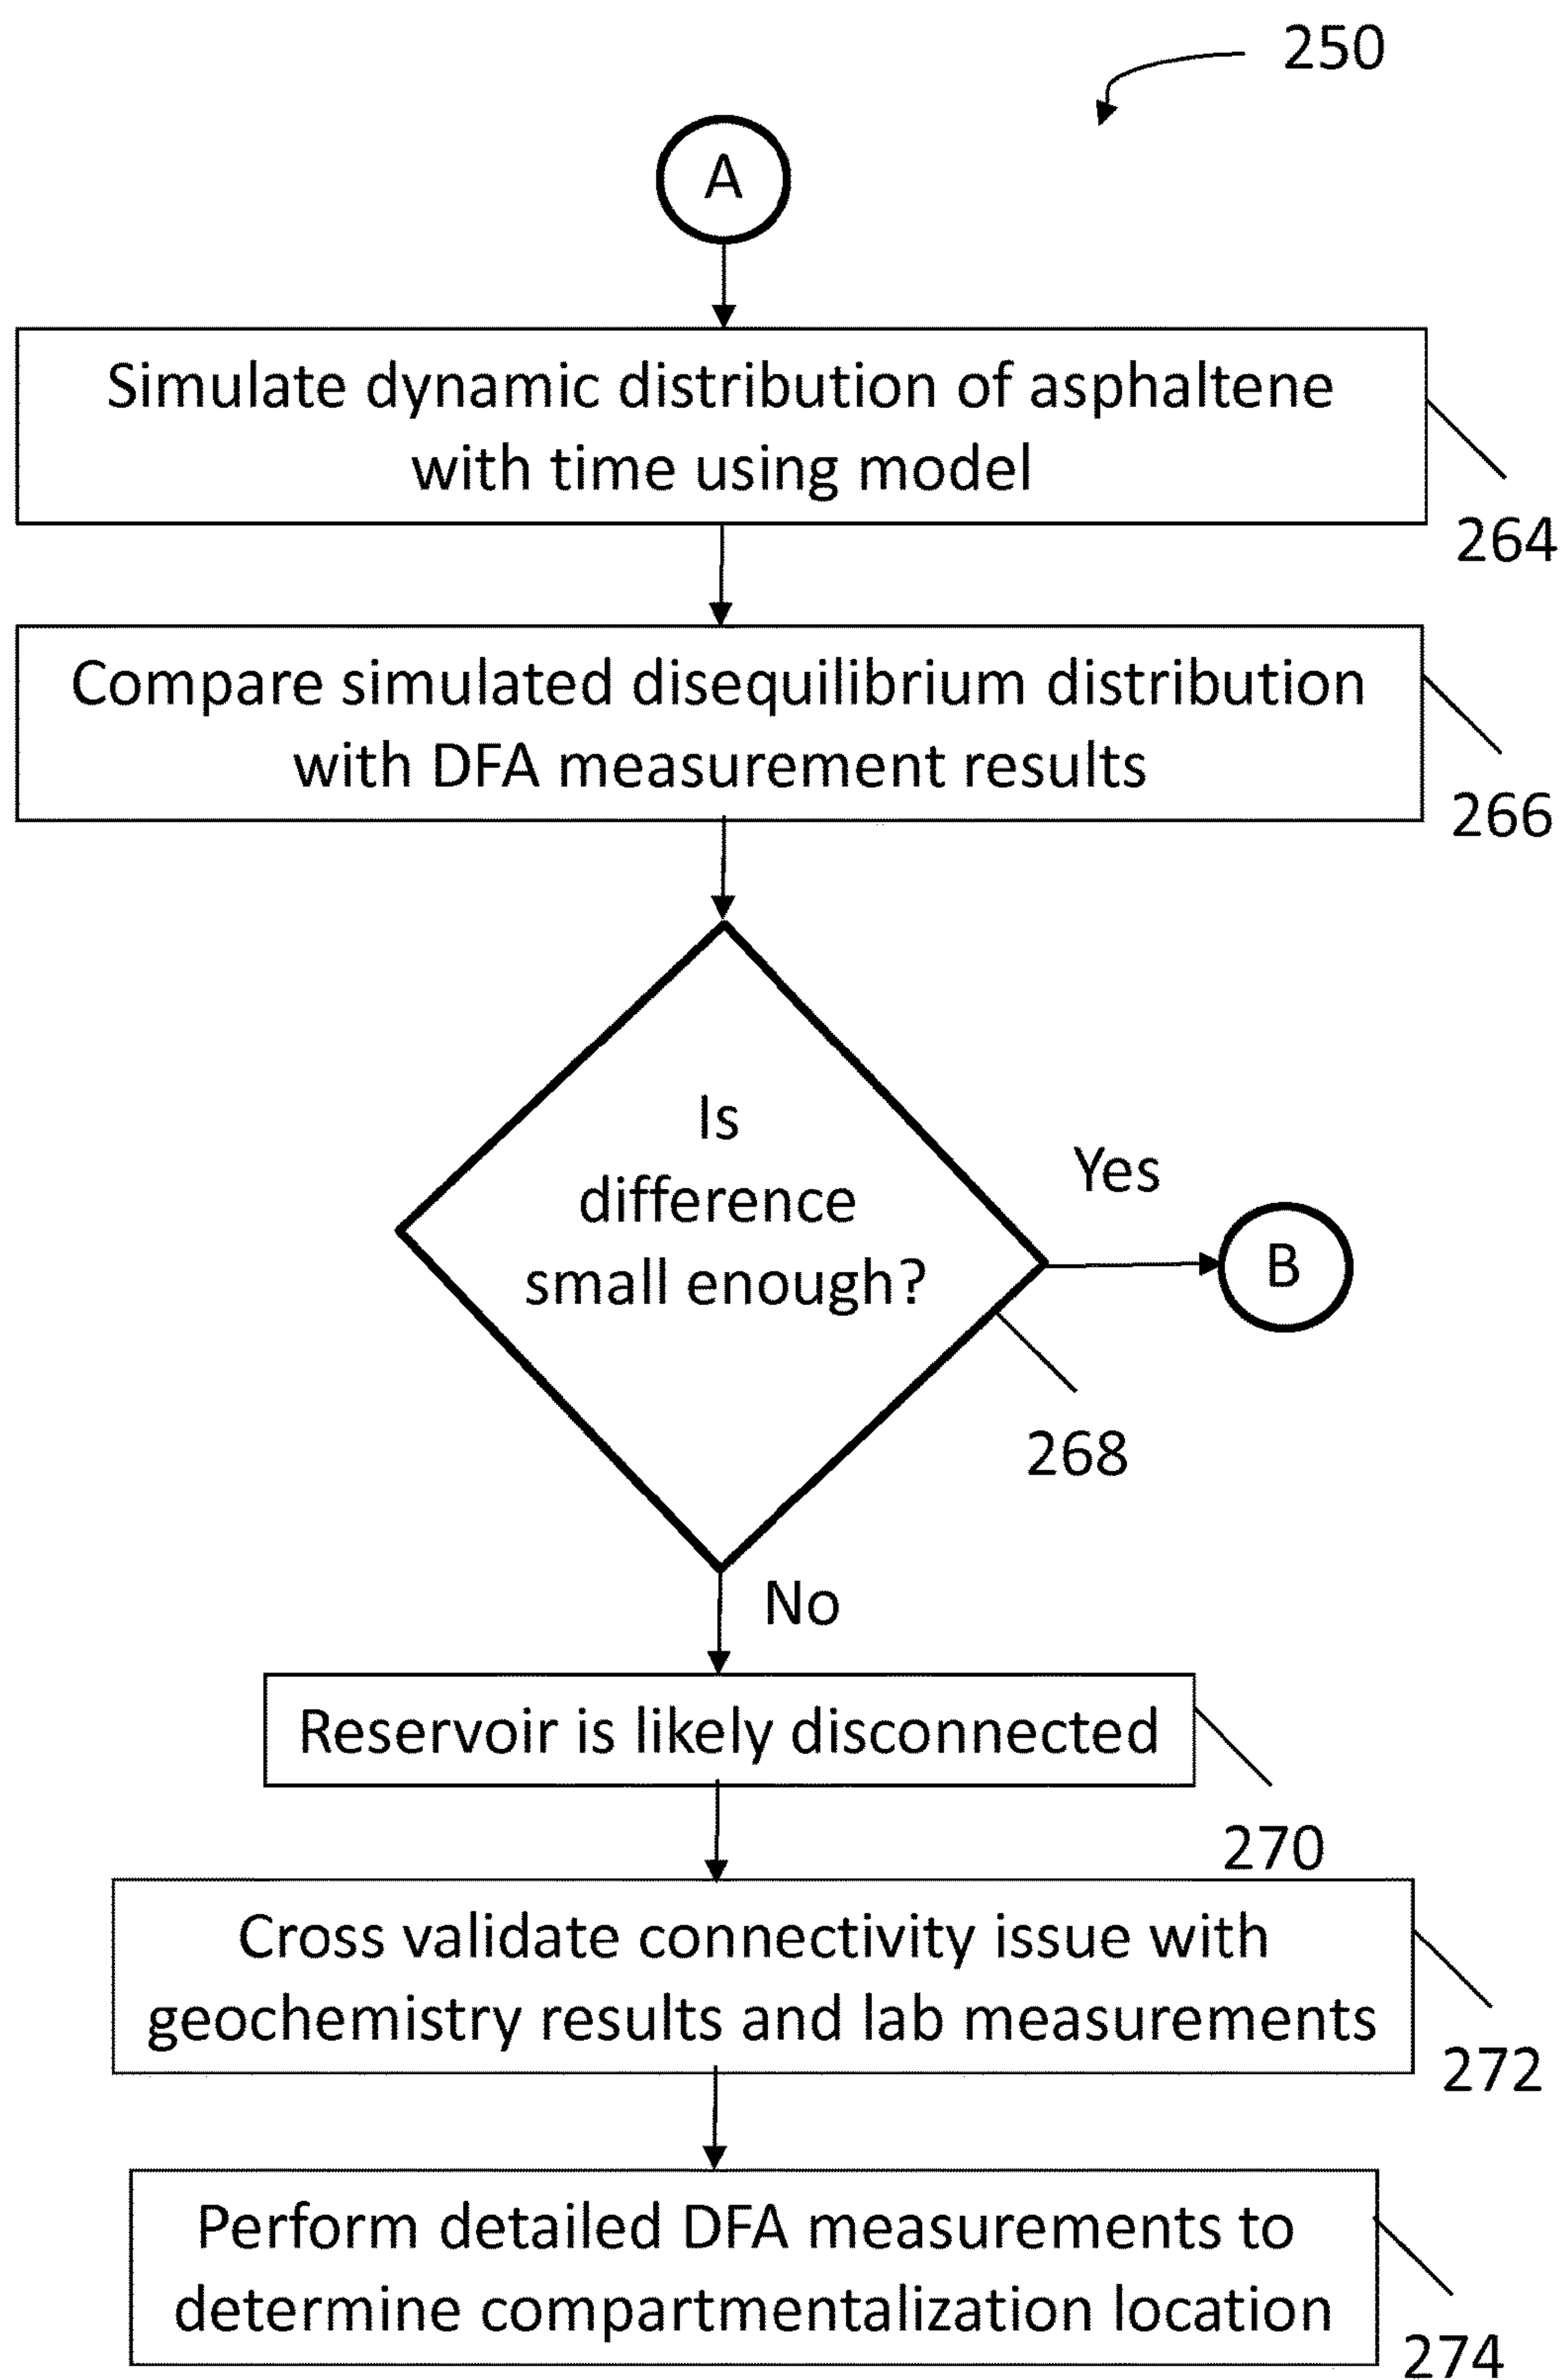 250
A
Simulate dynamic distribution of asphaltene
with time using model
264
Compare simulated disequilibrium distribution
with DFA measurement results
266
Is
difference
small enough?
Yes
B
268
No
Reservoir is likely disconnected
270
Cross validate connectivity issue with
geochemistry results and lab measurements
272
Perform detailed DFA measurements to
determine compartmentalization location
274